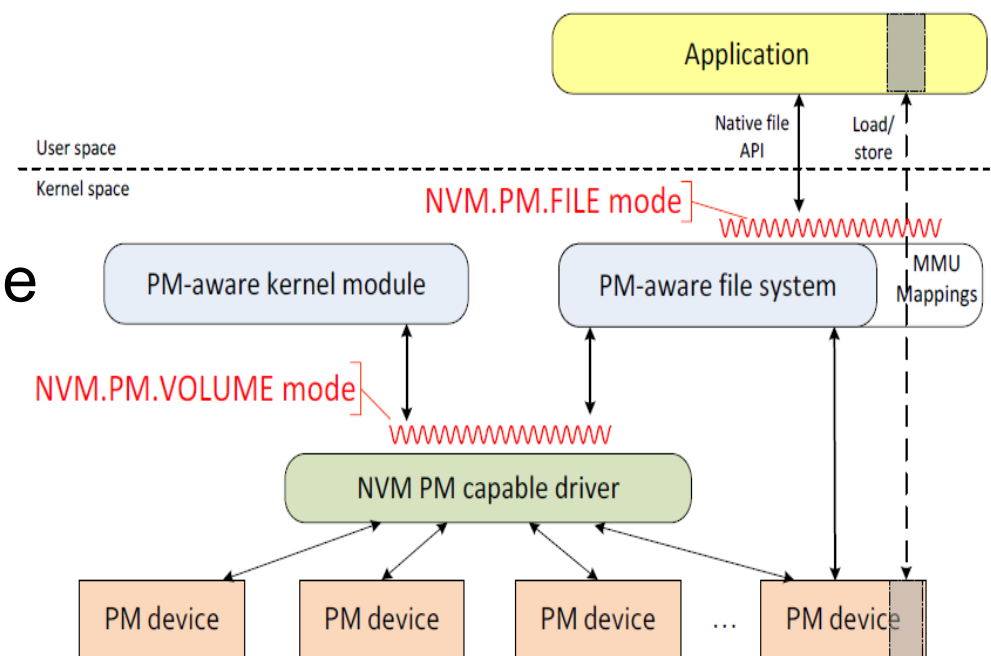 Application
Native file
API
Load/
store
User space
Kernel space
NVM.PM.FILE mode
e
PM-aware kernel module
PM-aware file system
MMU
Mappings
NVM.PM.VOLUME mode
NVM PM capable driver
PM device
PM device
PM device
...
PM device